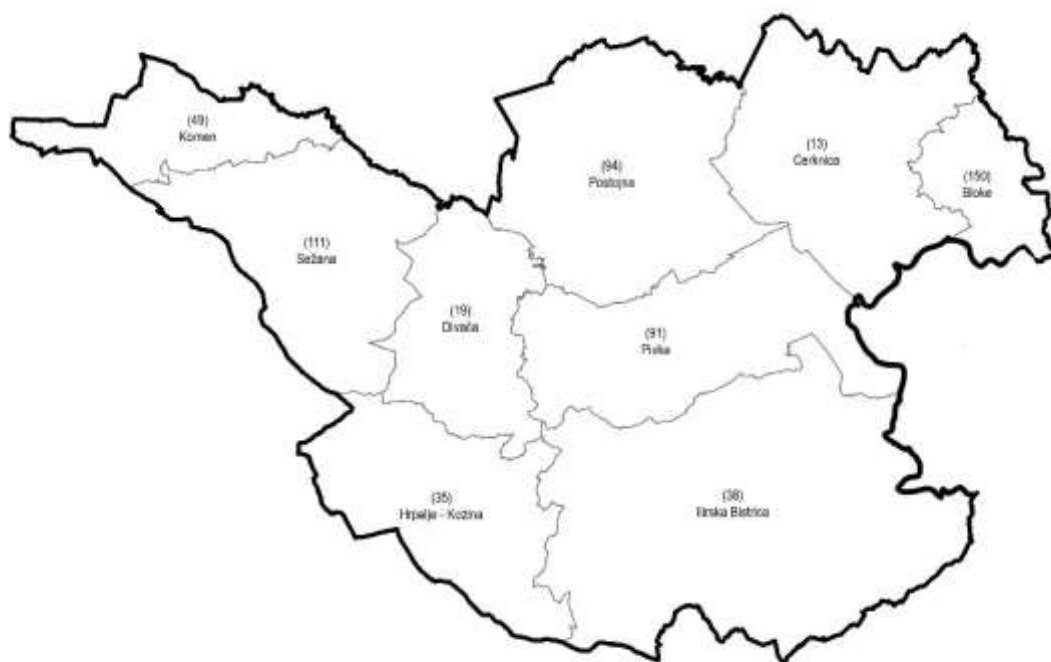 (49)
Komen
(94)
Postojna
(13)
Cerknica
(150)
Bloke
(111)
Sežana
(19)
Divača
(91)
Pivka
(35)
Hrpelje - Kozina
(38)
Ilirska Bistrica